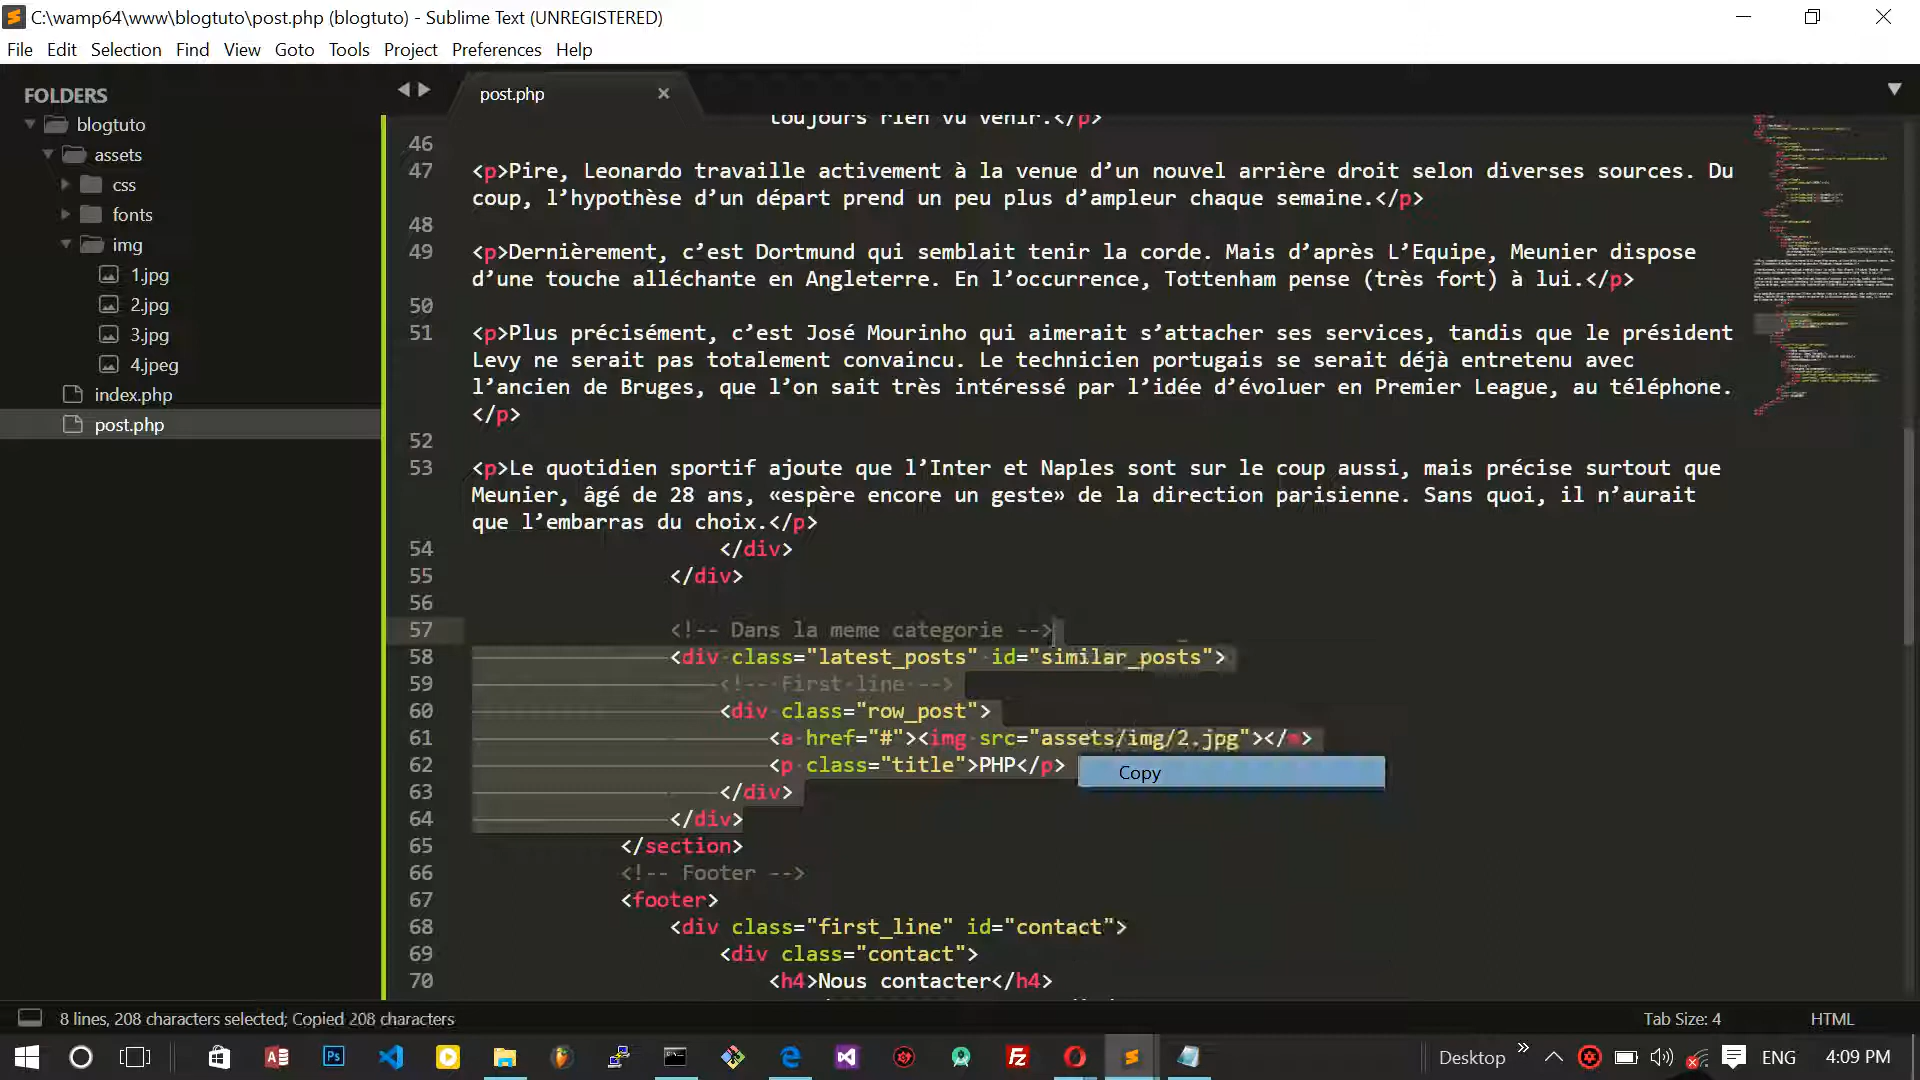 C:\wamp64\www\blogtuto\post.php (blogtuto) - Sublime Text (UNREGISTERED)
File Edit Selection Find View Goto Tools Project Preferences Help
FOLDERS
blogtuto
assets
css
fonts
img
1.jpg
2.jpg
3.jpg
4.jpeg
index.php
post.php
post.php
toujours rien vu venir.</p>
46
47 <p>Pire, Leonardo travaille activement à la venue d’un nouvel arrière droit selon diverses sources. Du
coup, l’hypothèse d’un départ prend un peu plus d’ampleur chaque semaine.</p>
48
49 <p>Dernièrement, c’est Dortmund qui semblait tenir la corde. Mais d’après L’Equipe, Meunier dispose
d’une touche alléchante en Angleterre. En l’occurrence, Tottenham pense (très fort) à lui.</p>
50
51 <p>Plus précisément, c’est José Mourinho qui aimerait s’attacher ses services, tandis que le président
Levy ne serait pas totalement convaincu. Le technicien portugais se serait déjà entretenu avec
l’ancien de Bruges, que l’on sait très intéressé par l’idée d’évoluer en Premier League, au téléphone.
</p>
52
53 <p>Le quotidien sportif ajoute que l’Inter et Naples sont sur le coup aussi, mais précise surtout que
Meunier, âgé de 28 ans, «espère encore un geste» de la direction parisienne. Sans quoi, il n’aurait
que l’embarras du choix.</p>
54 </div>
55 </div>
56
57 <!-- Dans la meme categorie -->
58 <div class="latest_posts" id="similar_posts">
59 <!-- First line -->
60 <div class="row_post">
61 <a href="#"><img src="assets/img/2.jpg"></a>
62 <p class="title">PHP</p>
63 </div>
64 </div>
65 </section>
66 <!-- Footer -->
67 <footer>
68 <div class="first_line" id="contact">
69 <div class="contact">
70 <h4>Nous contacter</h4>
Copy
8 lines, 208 characters selected; Copied 208 characters
Tab Size: 4
HTML
Desktop
ENG
4:09 PM